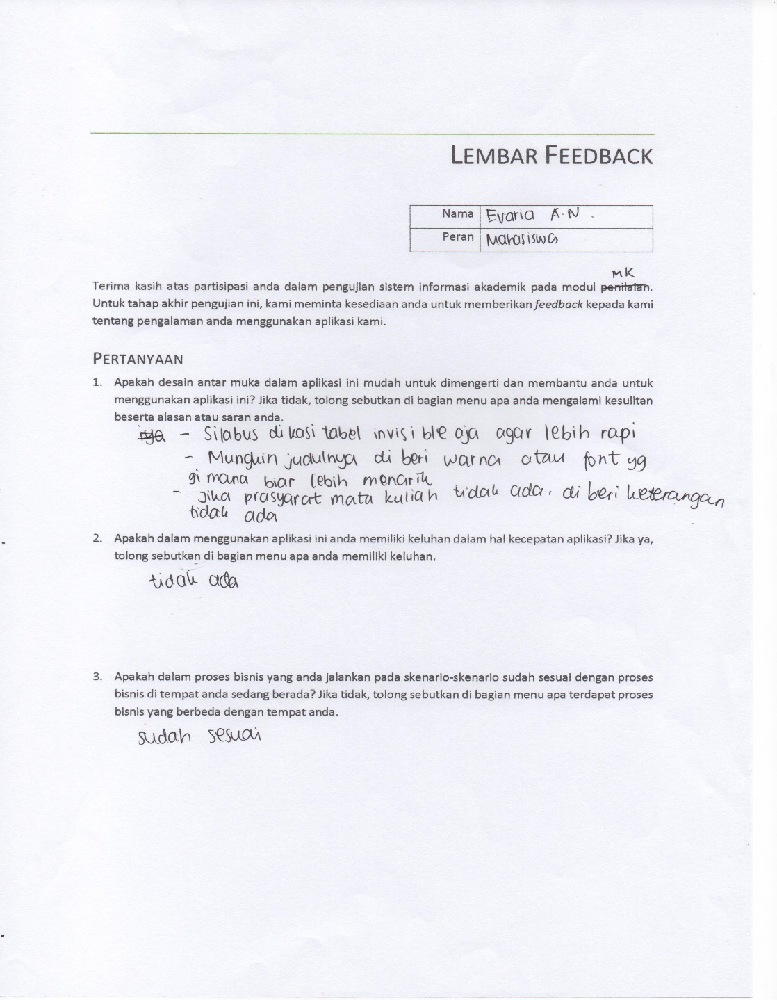 LEMBAR FEEDBACK
Nama Evaria A.N.
Peran Mahasiswa
MK
Terima kasih atas partisipasi anda dalam pengujian sistem informasi akademik pada modul penilaian.
Untuk tahap akhir pengujian ini, kami meminta kesediaan anda untuk memberikan feedback kepada kami
tentang pengalaman anda menggunakan aplikasi kami.
PERTANYAAN
1. Apakah desain antar muka dalam aplikasi ini mudah untuk dimengerti dan membantu anda untuk
menggunakan aplikasi ini? Jika tidak, tolong sebutkan di bagian menu apa anda mengalami kesulitan
beserta alasan atau saran anda.
iya - Silabus di kasi tabel invisible aja agar lebih rapi
- Mungkin judulnya di beri warna atau font yg
gimana biar lebih menarik
- Jika prasyarat mata kuliah tidak ada, di beri keterangan
tidak ada
2. Apakah dalam menggunakan aplikasi ini anda memiliki keluhan dalam hal kecepatan aplikasi? Jika ya,
tolong sebutkan di bagian menu apa anda memiliki keluhan.
tidak ada
3. Apakah dalam proses bisnis yang anda jalankan pada skenario-skenario sudah sesuai dengan proses
bisnis di tempat anda sedang berada? Jika tidak, tolong sebutkan di bagian menu apa terdapat proses
bisnis yang berbeda dengan tempat anda.
sudah sesuai